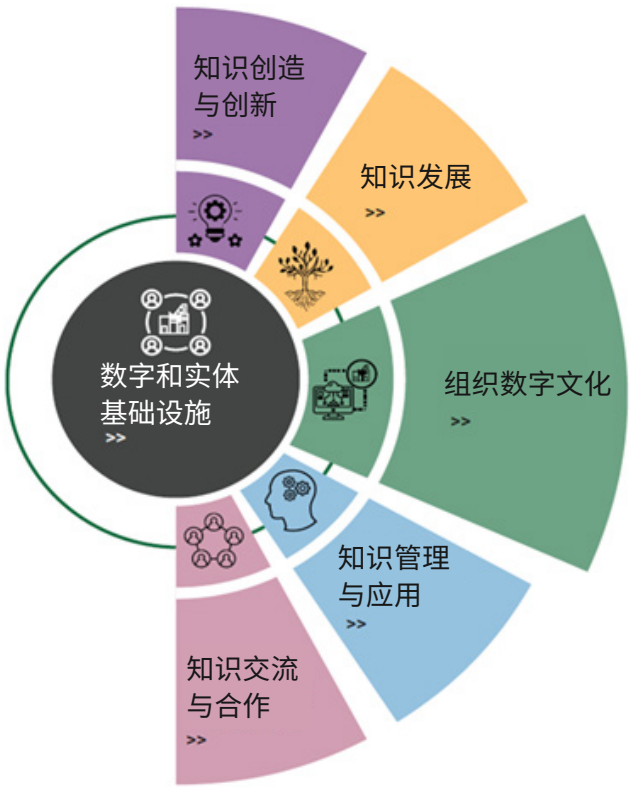 知识创造
与创新
>>
知识发展
>>
组织数字文化
>>
数字和实体
基础设施
>>
知识管理
与应用
>>
知识交流
与合作
>>